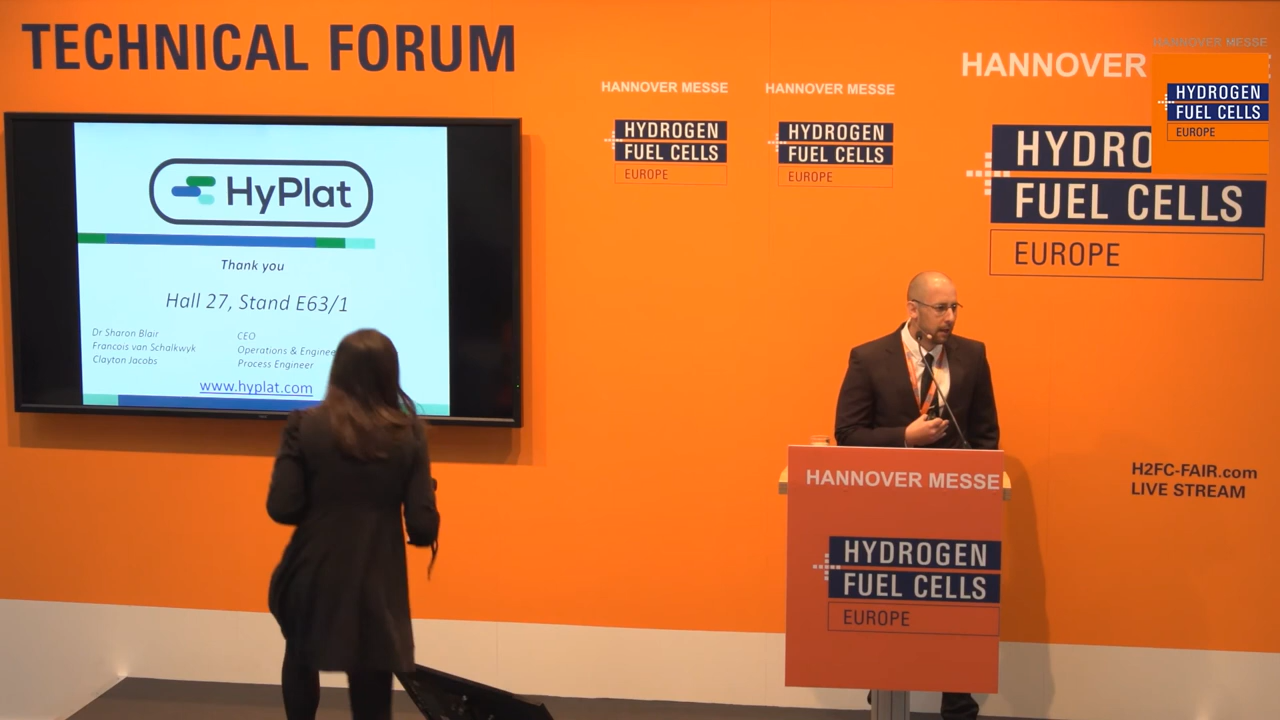 TECHNICAL FORUM
HyPlat
Thank you
Hall 27, Stand E63/1
Dr Sharon Blair CEO
Francois van Schalkwyk Operations & Enginee
Clayton Jacobs Process Engineer
www.hyplat.com
HANNOVER MESSE
HYDROGEN
FUEL CELLS
EUROPE
HANNOVER MESSE
HYDROGEN
FUEL CELLS
EUROPE
HANNOVER
HYDRO
FUEL CELLS
EUROPE
HANNOVER MESSE
HYDROGEN
FUEL CELLS
EUROPE
H2FC-FAIR.com
LIVE STREAM
HANNOVER MESSE
HYDROGEN
FUEL CELLS
EUROPE